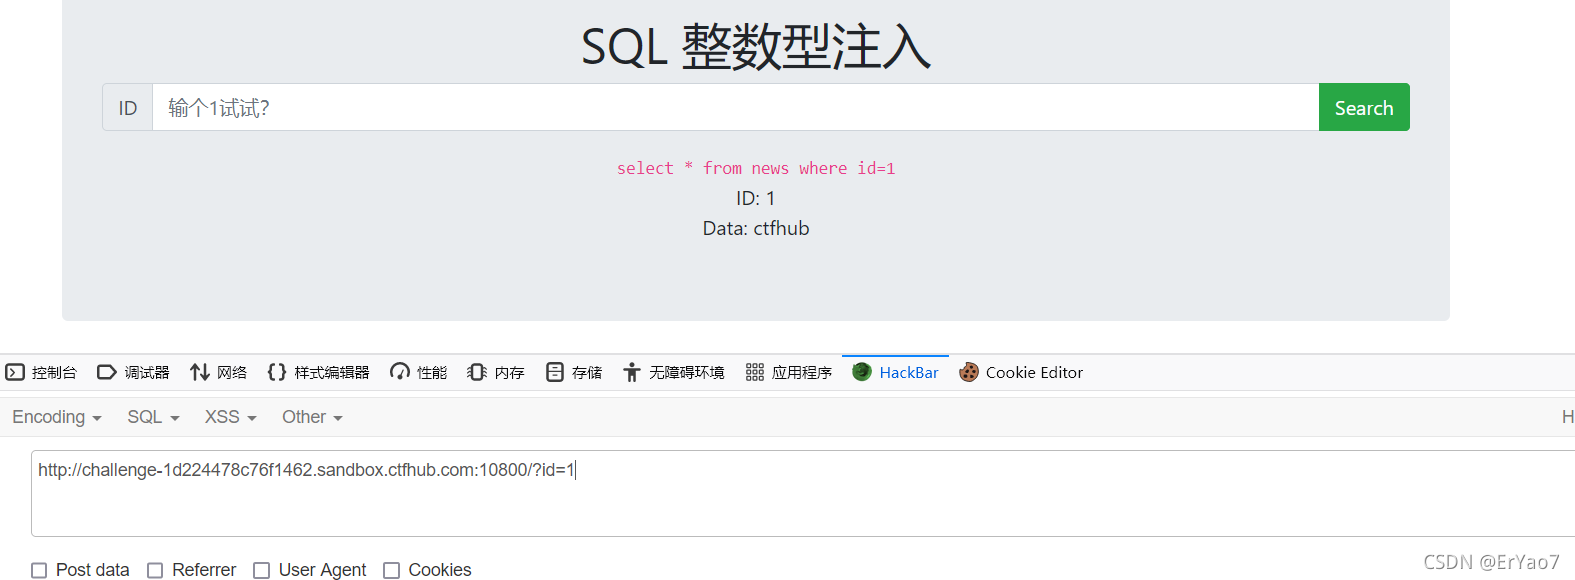 SQL 整数型注入
ID 输个1试试? Search
select * from news where id=1
ID: 1
Data: ctfhub
控制台 调试器 网络 {} 样式编辑器 性能 内存 存储 无障碍环境 应用程序 HackBar Cookie Editor
Encoding SQL XSS Other H
http://challenge-1d224478c76f1462.sandbox.ctfhub.com:10800/?id=1
Post data Referrer User Agent Cookies
CSDN @ErYao7